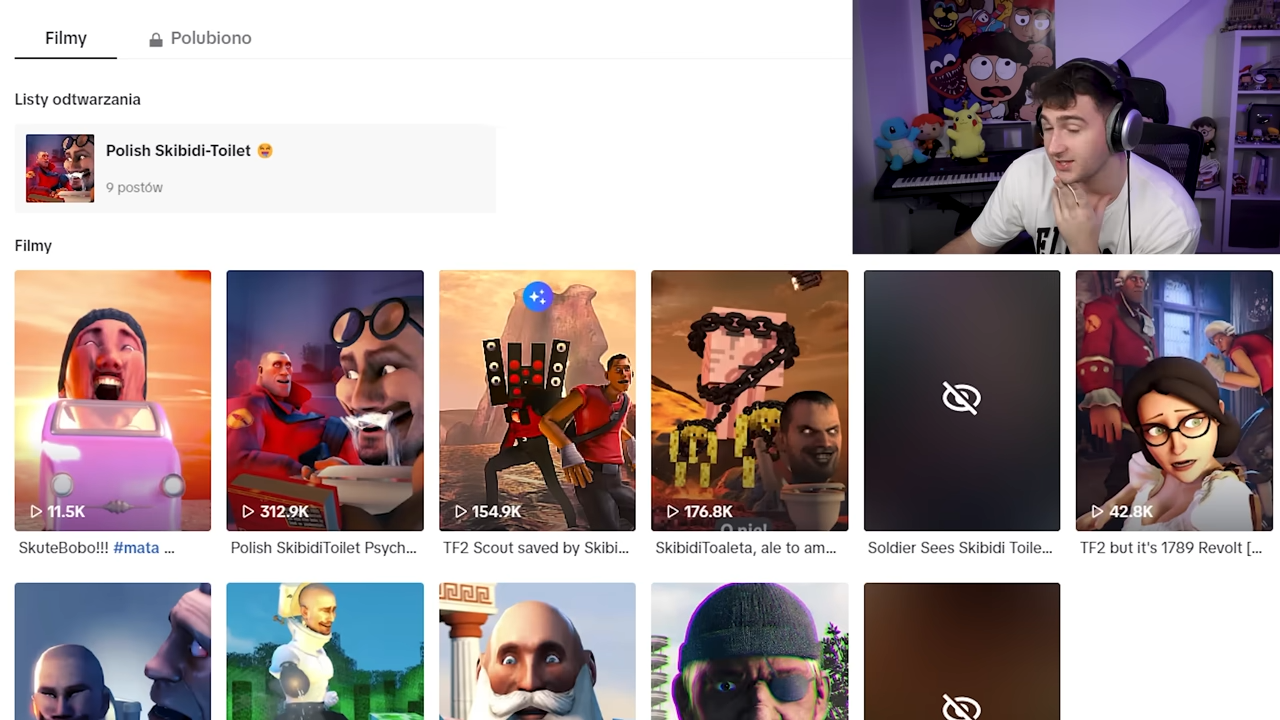 Filmy
Polubiono
Listy odtwarzania
Polish Skibidi-Toilet 😝
9 postów
Filmy
11.5K
312.9K
154.9K
176.8K
42.8K
O nie!
SkuteBobo!!! #mata ...
Polish SkibidiToilet Psych...
TF2 Scout saved by Skibi...
SkibidiToaleta, ale to am...
Soldier Sees Skibidi Toile...
TF2 but it's 1789 Revolt [...